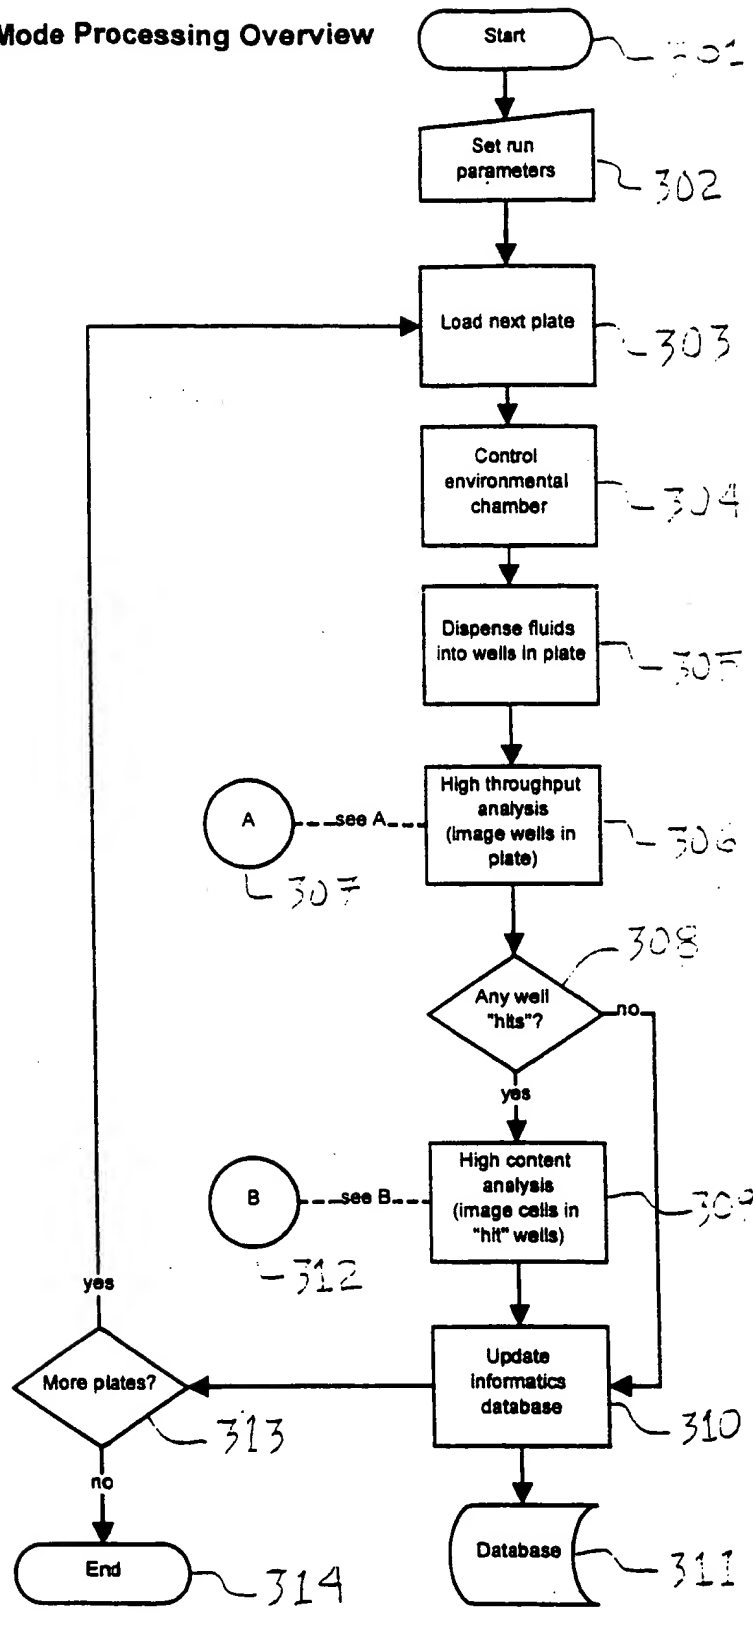 Mode Processing Overview
Start
301
Set run
parameters
302
Load next plate
303
Control
environmental
chamber
304
Dispense fluids
into wells in plate
305
High throughput
analysis
(image wells in
plate)
306
A
see A
307
308
Any well
"hits"?
no
yes
High content
analysis
(image cells in
"hit" wells)
309
B
see B
312
yes
Update
informatics
database
310
More plates?
313
no
Database
311
End
314